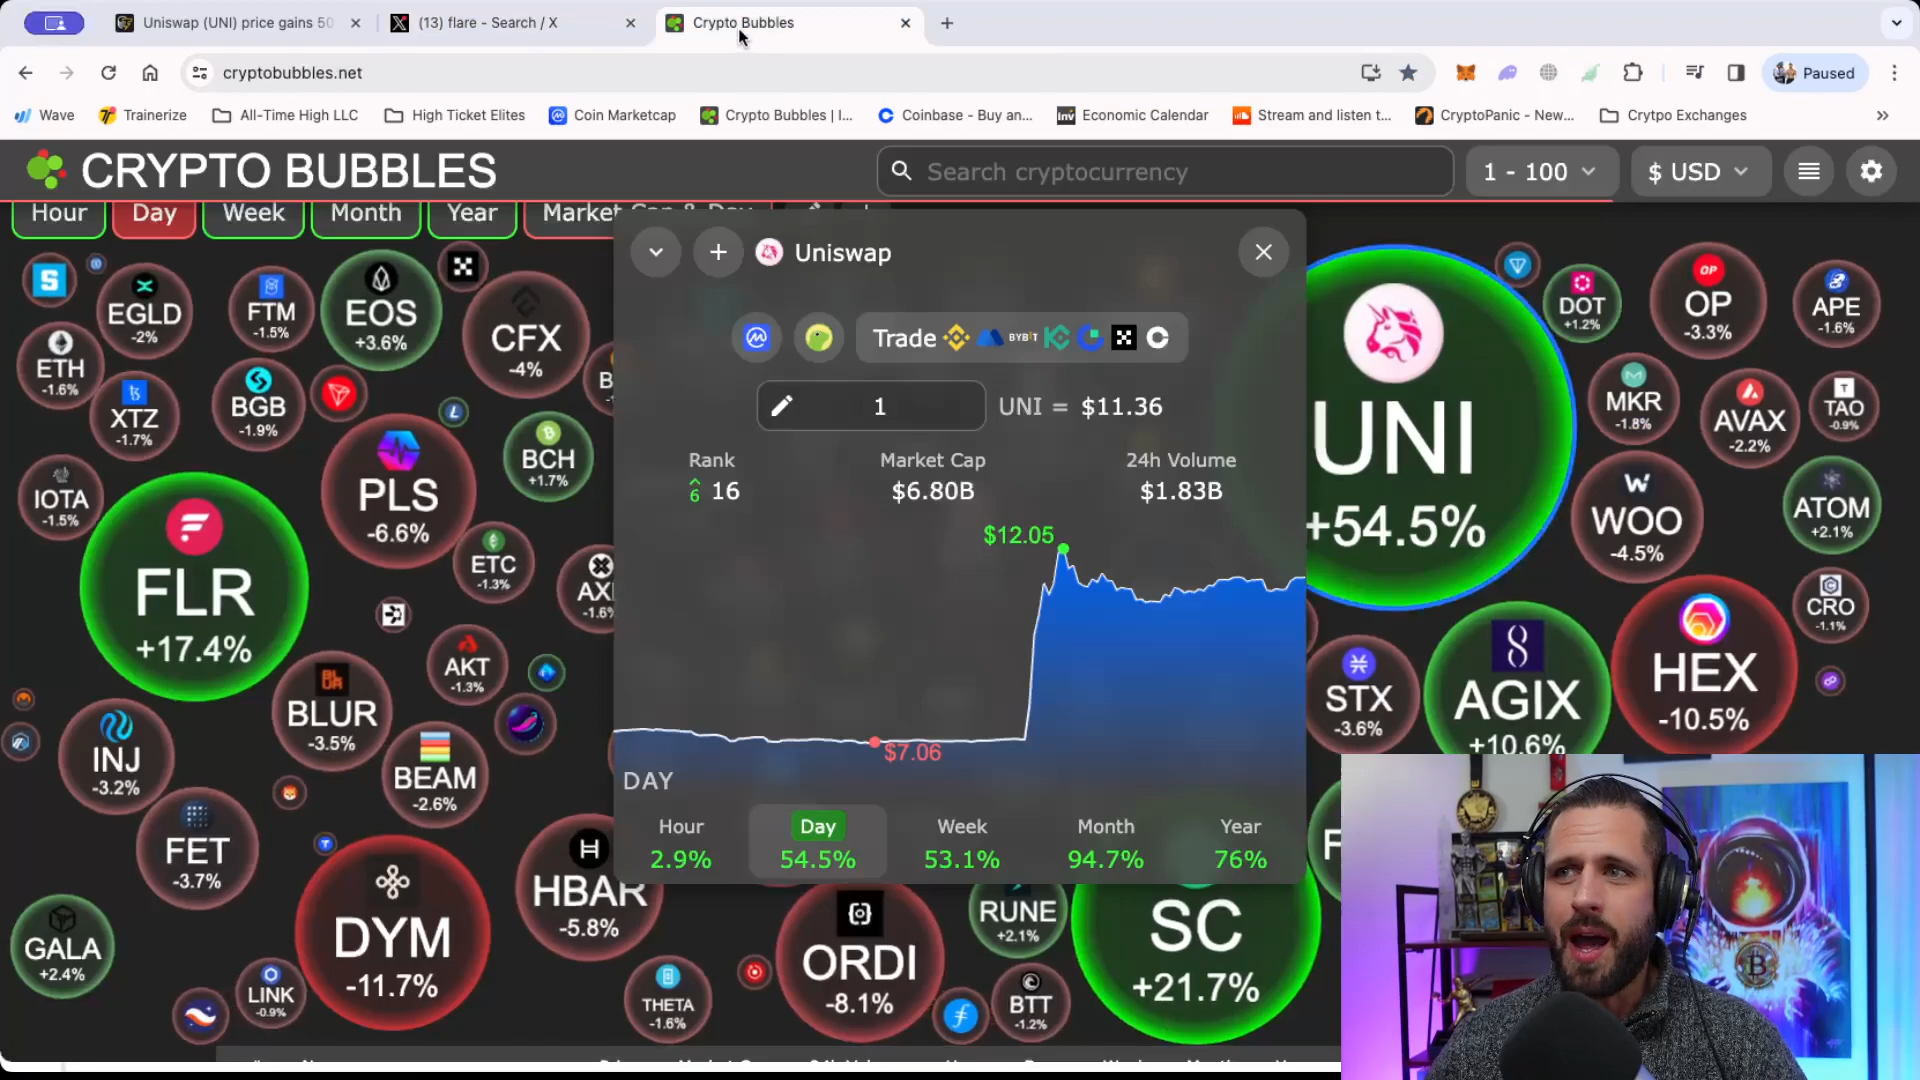 Uniswap (UNI) price gains 50
(13) flare - Search / X
Crypto Bubbles
cryptobubbles.net
Paused
Wave
Trainerize
All-Time High LLC
High Ticket Elites
Coin Marketcap
Crypto Bubbles | I...
Coinbase - Buy an...
Economic Calendar
Stream and listen t...
CryptoPanic - New...
Crytpo Exchanges
CRYPTO BUBBLES
Search cryptocurrency
1 - 100
$ USD
Hour
Day
Week
Month
Year
Market Cap & Day
Uniswap
Trade
BYBIT
1
UNI = $11.36
Rank
Market Cap
24h Volume
6 16
$6.80B
$1.83B
$12.05
$7.06
DAY
Hour
Day
Week
Month
Year
2.9%
54.5%
53.1%
94.7%
76%
EGLD
-2%
FTM
-1.5%
EOS
+3.6%
CFX
-4%
ETH
-1.6%
XTZ
-1.7%
BGB
-1.9%
PLS
-6.6%
BCH
+1.7%
IOTA
-1.5%
FLR
+17.4%
ETC
-1.3%
AX
-1.6%
AKT
-1.3%
BLUR
-3.5%
INJ
-3.2%
BEAM
-2.6%
FET
-3.7%
HBAR
-5.8%
DYM
-11.7%
GALA
+2.4%
LINK
-0.9%
THETA
-1.6%
ORDI
-8.1%
RUNE
+2.1%
BTT
-1.2%
SC
+21.7%
UNI
+54.5%
DOT
+1.2%
OP
OP
-3.3%
APE
-1.6%
MKR
-1.8%
AVAX
-2.2%
TAO
-0.9%
WOO
-4.5%
ATOM
+2.1%
CRO
-1.1%
STX
-3.6%
AGIX
+10.6%
HEX
-10.5%